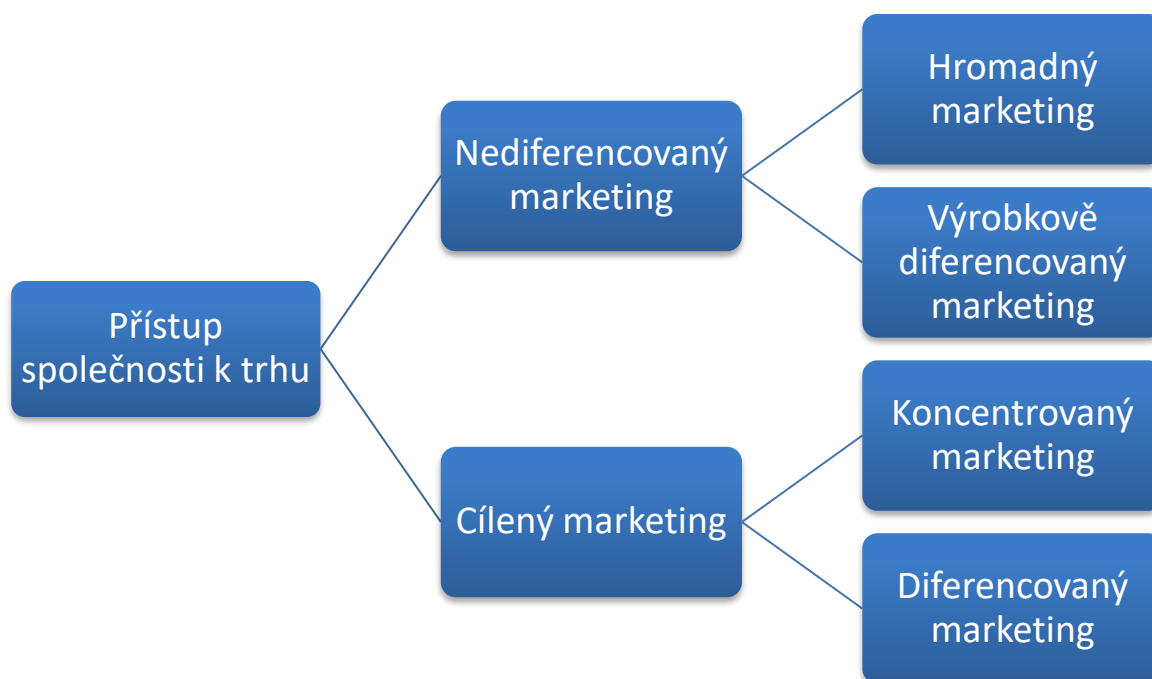 Přístup
společnosti k trhu
Nediferencovaný
marketing
Hromadný
marketing
Výrobkově
diferencovaný
marketing
Cílený marketing
Koncentrovaný
marketing
Diferencovaný
marketing